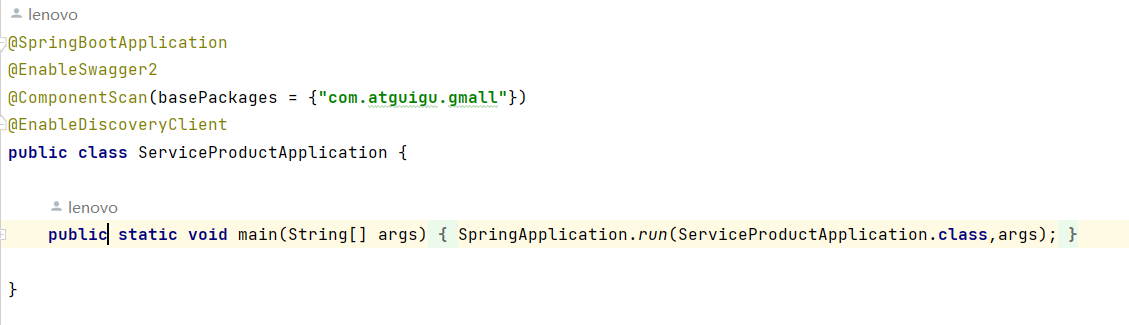 lenovo
@SpringBootApplication
@EnableSwagger2
@ComponentScan(basePackages = {"com.atguigu.gmall"})
@EnableDiscoveryClient
public class ServiceProductApplication {
lenovo
public static void main(String[] args) { SpringApplication.run(ServiceProductApplication.class,args); }
}